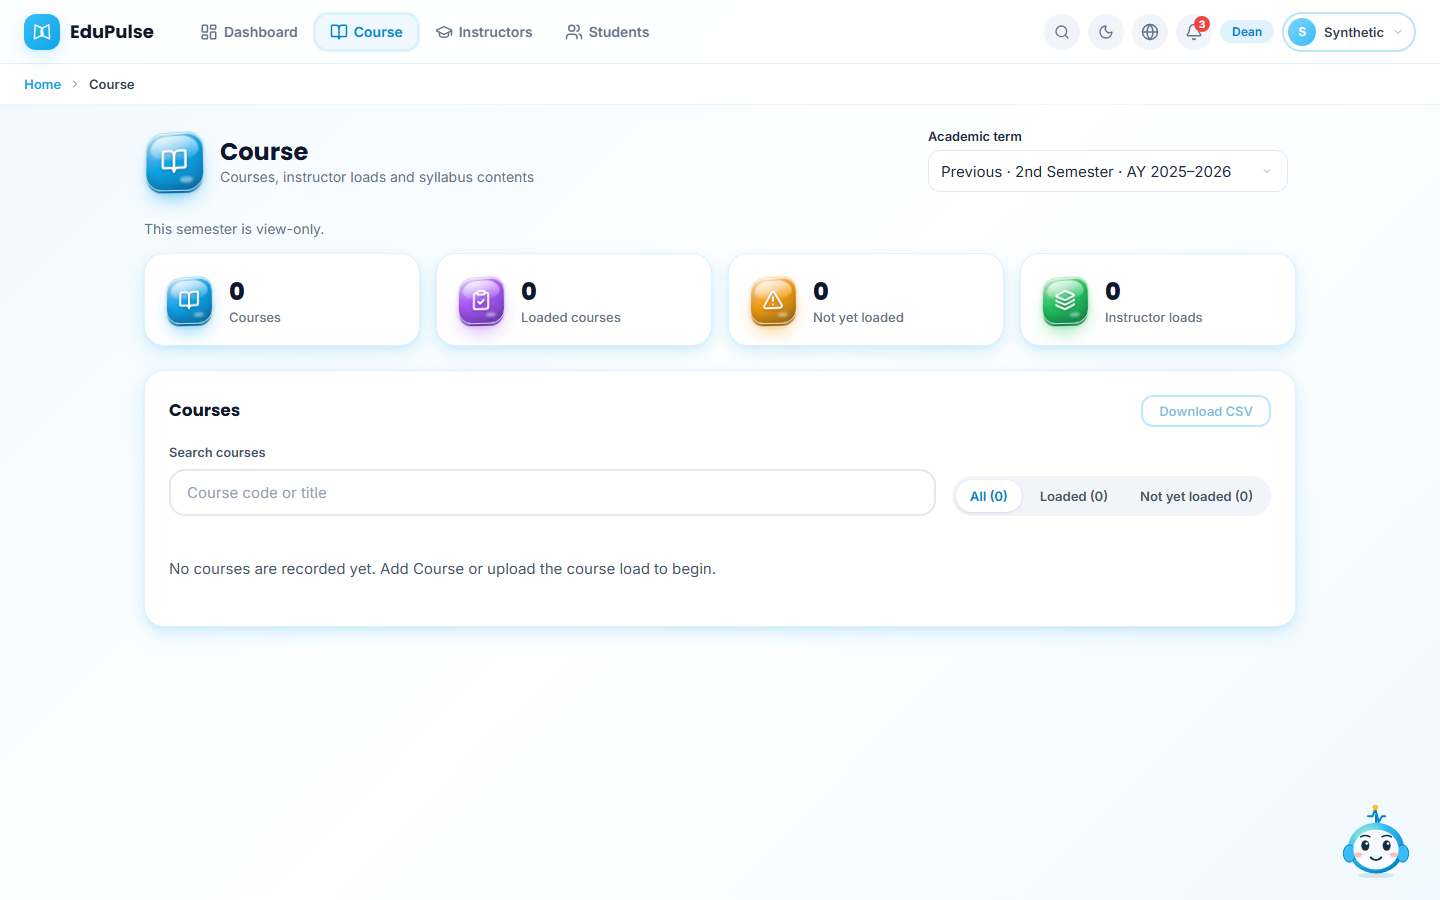 EduPulse
Dashboard
Course
Instructors
Students
3
Dean
S
Synthetic
Home
Course
Course
Courses, instructor loads and syllabus contents
Academic term
Previous · 2nd Semester · AY 2025–2026
This semester is view-only.
0
Courses
0
Loaded courses
0
Not yet loaded
0
Instructor loads
Courses
Download CSV
Search courses
Course code or title
All (0)
Loaded (0)
Not yet loaded (0)
No courses are recorded yet. Add Course or upload the course load to begin.